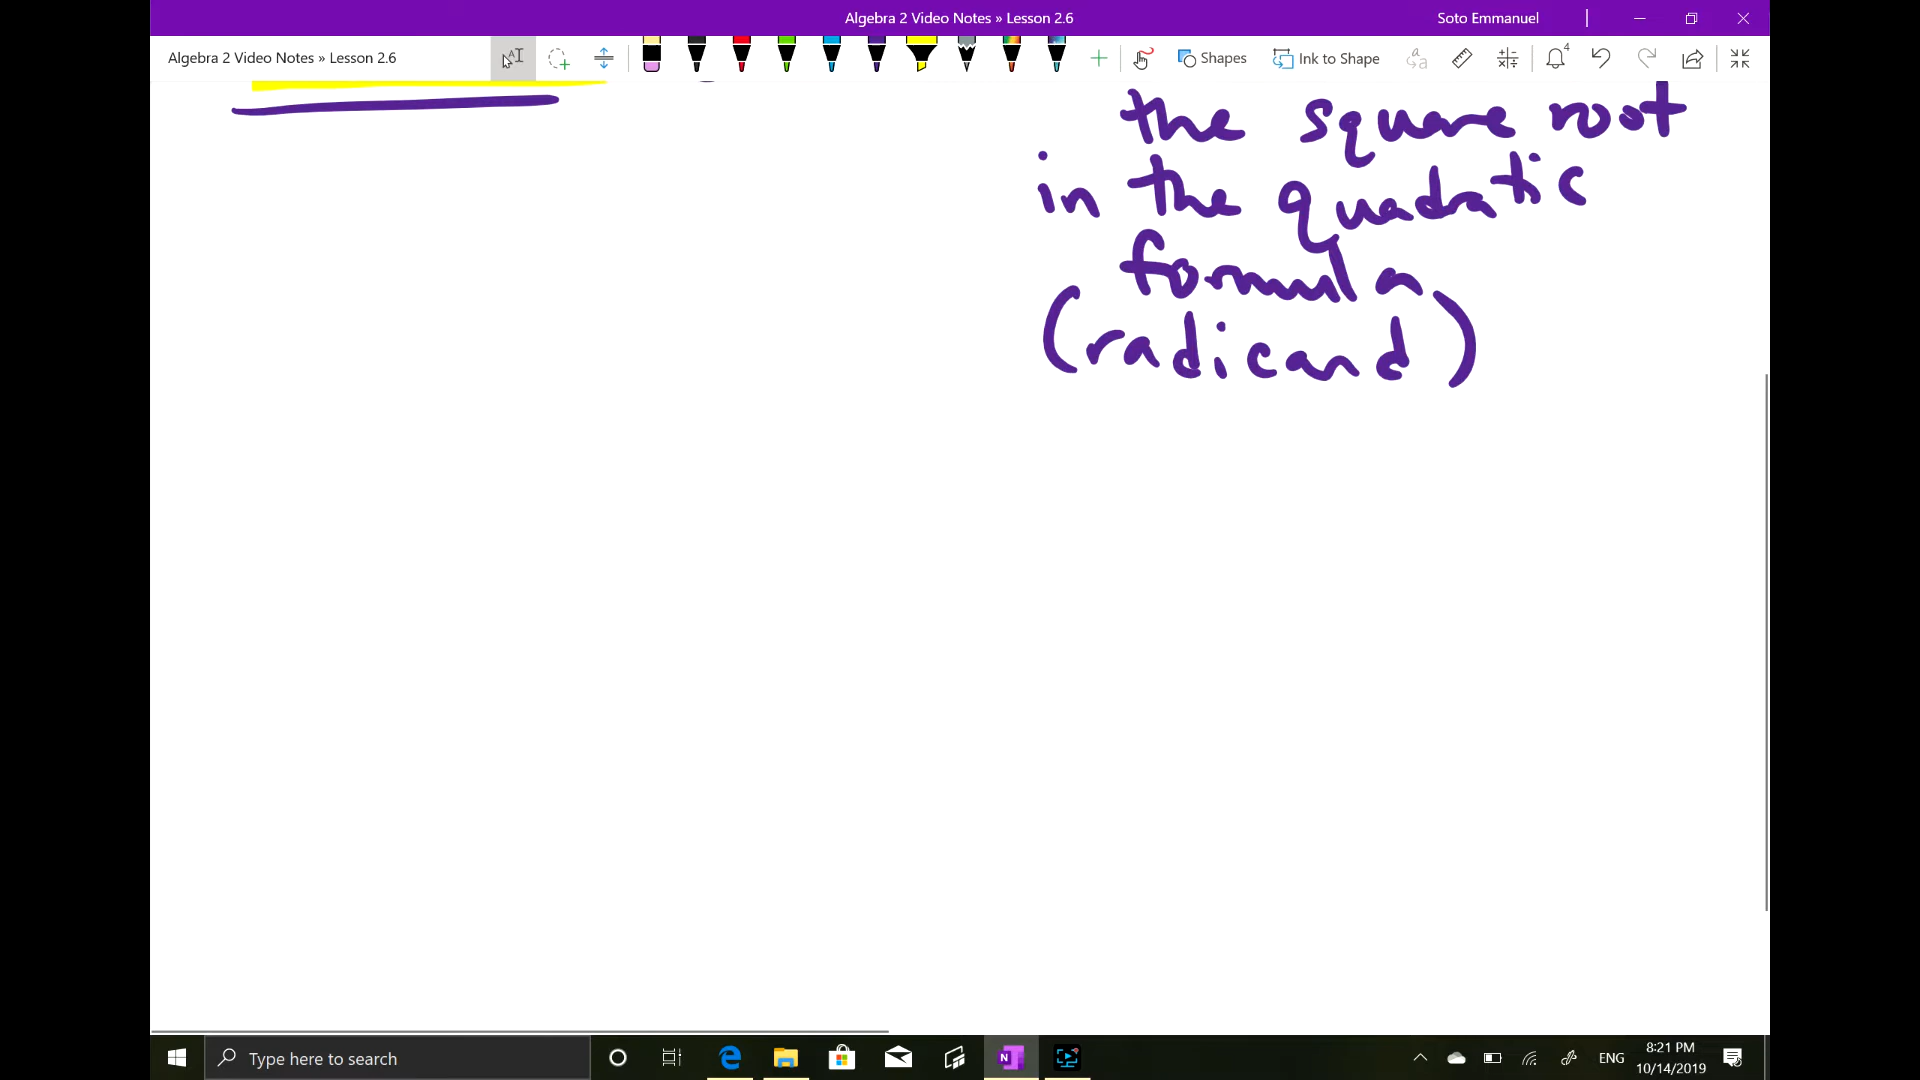 Algebra 2 Video Notes » Lesson 2.6
Soto Emmanuel
Algebra 2 Video Notes » Lesson 2.6
Shapes
Ink to Shape
4
the square root
in the quadratic
formula
(radicand)
Type here to search
ENG
8:21 PM
10/14/2019